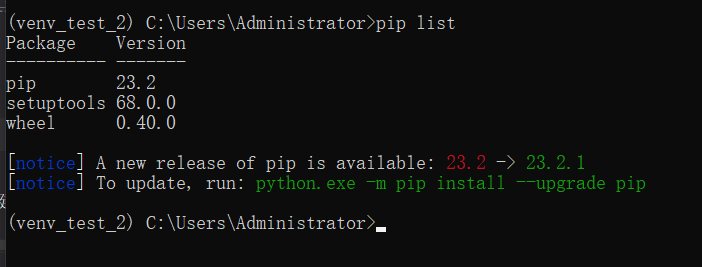 (venv_test_2) C:\Users\Administrator>pip list
Package    Version
---------- -------
pip        23.2
setuptools 68.0.0
wheel      0.40.0
[notice] A new release of pip is available: 23.2 -> 23.2.1
[notice] To update, run: python.exe -m pip install --upgrade pip
(venv_test_2) C:\Users\Administrator>